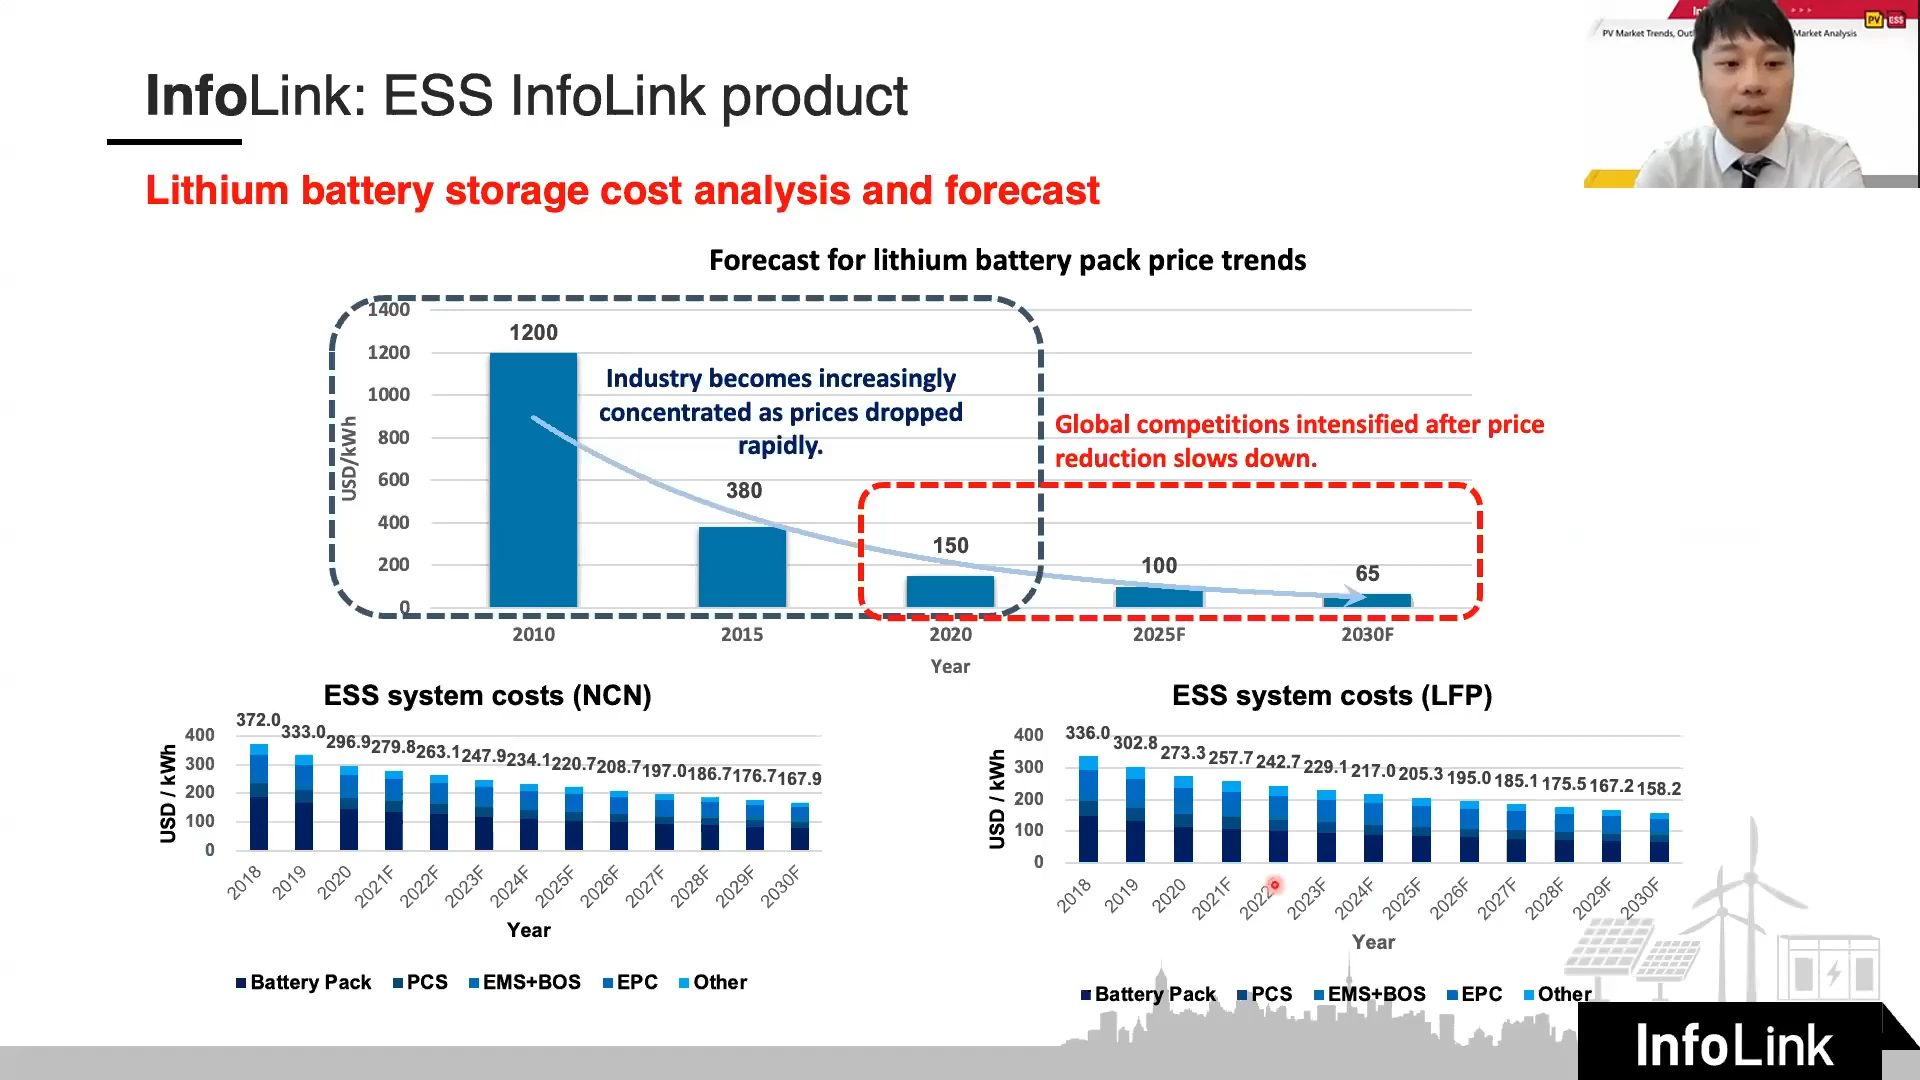 InfoLink: ESS InfoLink product
PV
ESS
PV Market Trends, Outl
Market Analysis
Lithium battery storage cost analysis and forecast
Forecast for lithium battery pack price trends
1400
1200
1000
800
600
400
200
0
USD/kWh
1200
380
150
100
65
Industry becomes increasingly
concentrated as prices dropped
rapidly.
Global competitions intensified after price
reduction slows down.
2010 2015 2020 2025F 2030F
Year
ESS system costs (NCN)
USD / kWh
400
300
200
100
0
372.0 333.0 296.9 279.8 263.1 247.9 234.1 220.7 208.7 197.0 186.7 176.7 167.9
2018 2019 2020 2021F 2022F 2023F 2024F 2025F 2026F 2027F 2028F 2029F 2030F
Year
Battery Pack PCS EMS+BOS EPC Other
ESS system costs (LFP)
USD / kWh
400
300
200
100
0
336.0 302.8 273.3 257.7 242.7 229.1 217.0 205.3 195.0 185.1 175.5 167.2 158.2
2018 2019 2020 2021F 2022F 2023F 2024F 2025F 2026F 2027F 2028F 2029F 2030F
Year
Battery Pack PCS EMS+BOS EPC Other
InfoLink